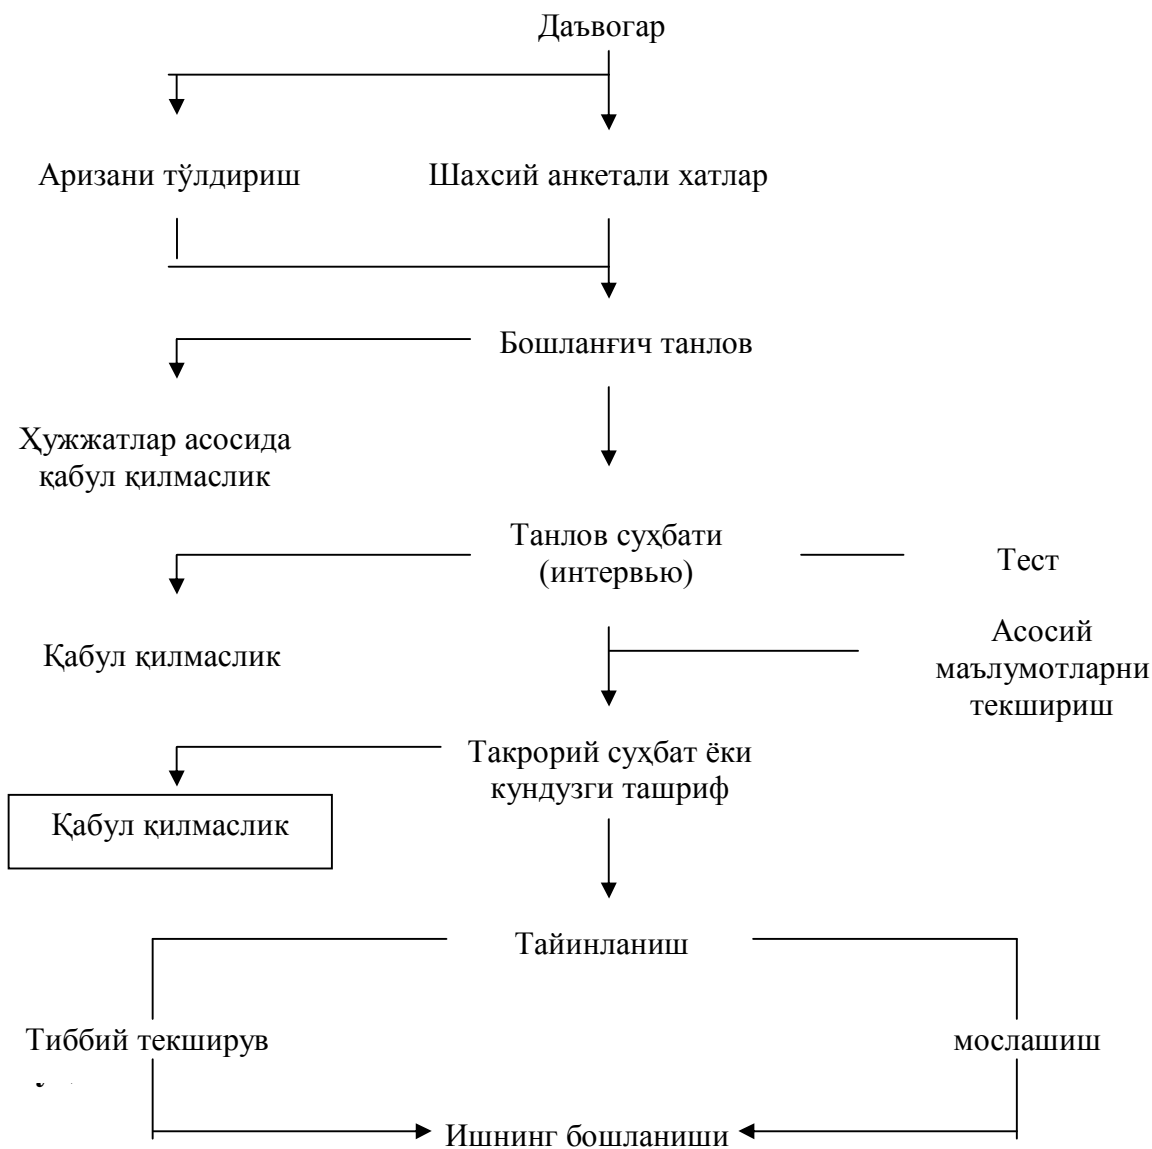 Даъвогар
Аризани тўлдириш
Шахсий анкетали хатлар
Бошланғич танлов
Ҳужжатлар асосида
қабул қилмаслик
Танлов суҳбати
(интервью)
Тест
Қабул қилмаслик
Асосий
маълумотларни
текшириш
Такрорий суҳбат ёки
кундузги ташриф
Қабул қилмаслик
Тайинланиш
Тиббий текширув
мослашиш
Ишнинг бошланиши